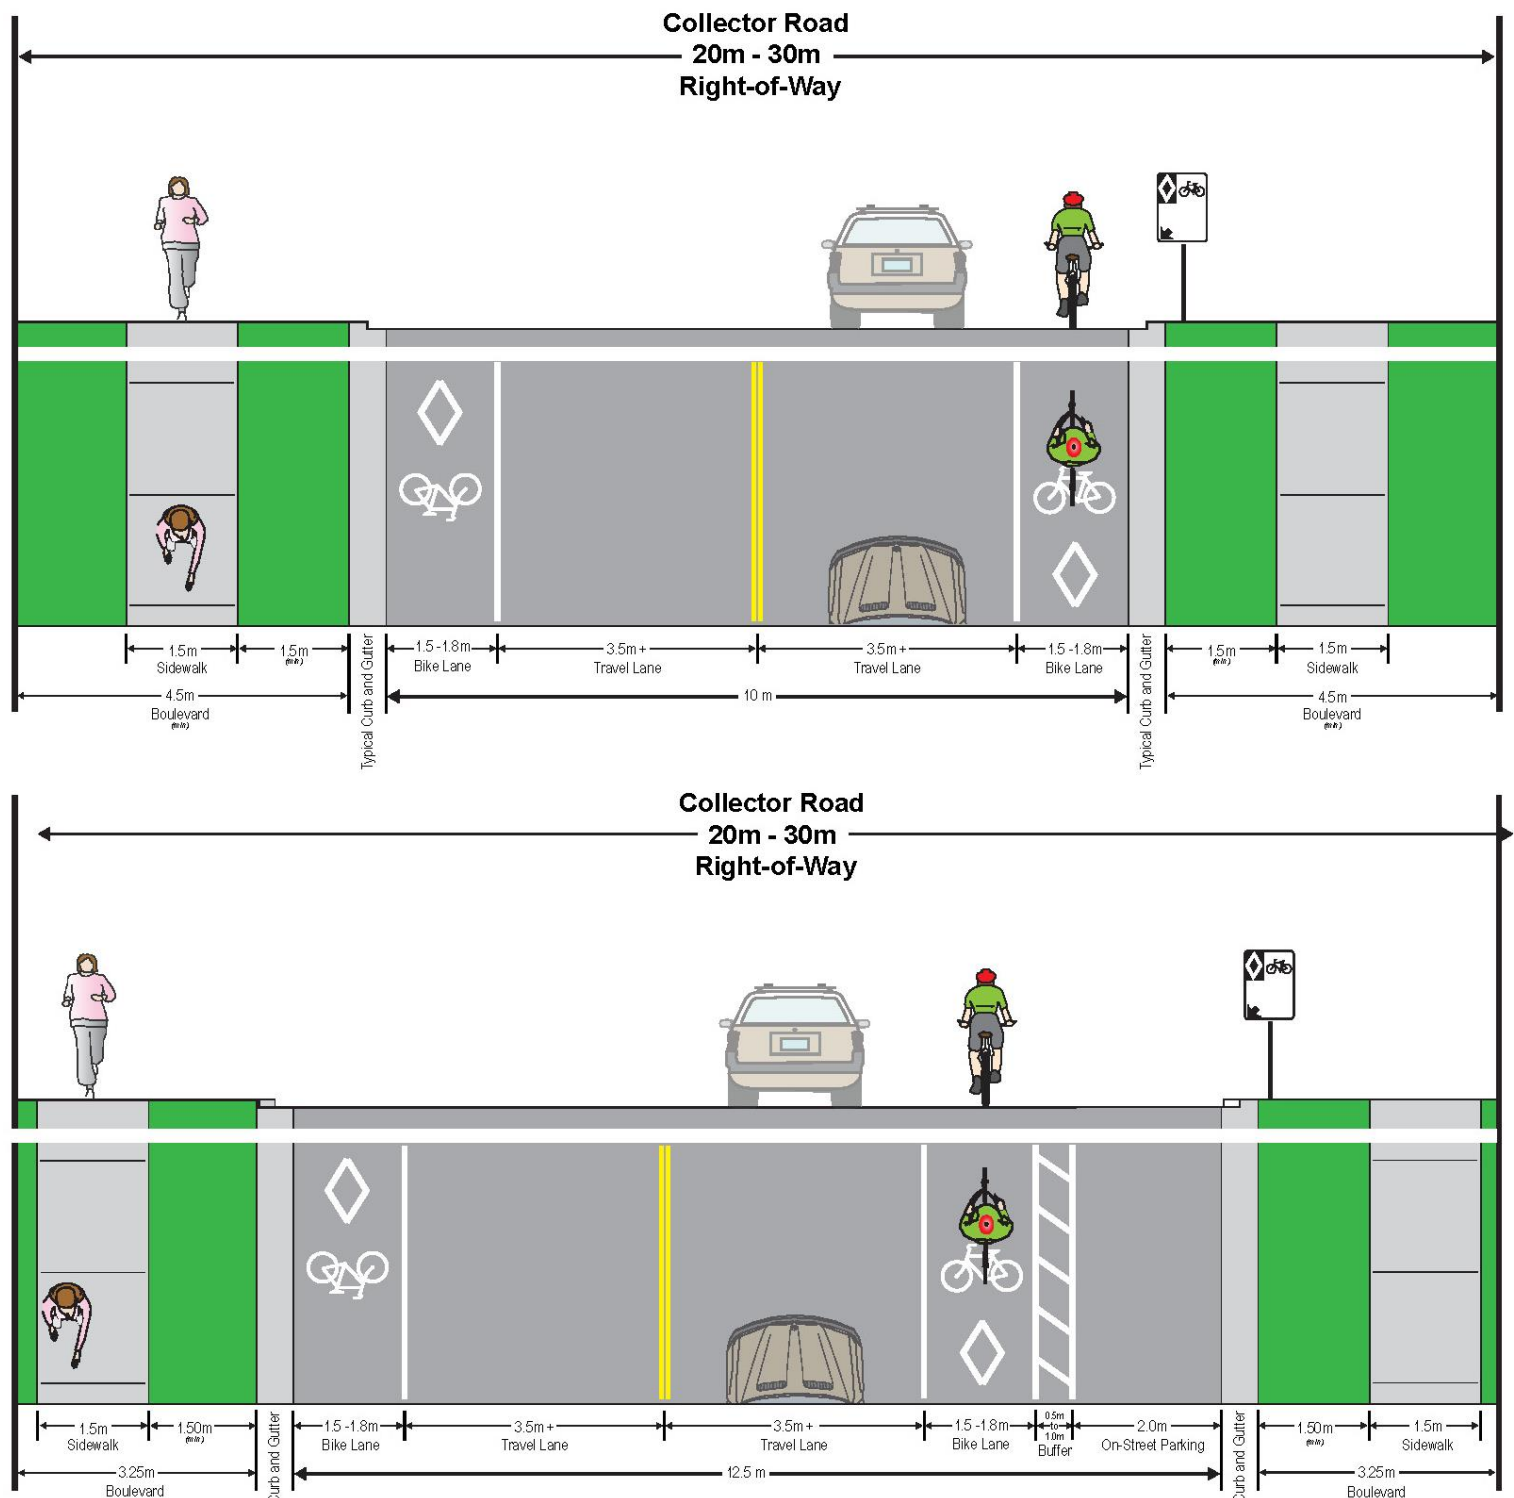 Collector Road
20m - 30m
Right-of-Way
1.5m
Sidewalk
1.5m
(min.)
Typical Curb and Gutter
1.5 -1.8m
Bike Lane
3.5m +
Travel Lane
3.5m +
Travel Lane
1.5 -1.8m
Bike Lane
Typical Curb and Gutter
1.5m
(min.)
1.5m
Sidewalk
4.5m
Boulevard
(min.)
10 m
4.5m
Boulevard
(min.)
Collector Road
20m - 30m
Right-of-Way
1.5m
Sidewalk
1.50m
(min.)
Curb and Gutter
1.5 -1.8m
Bike Lane
3.5m +
Travel Lane
3.5m +
Travel Lane
1.5 -1.8m
Bike Lane
0.5m
to
1.0m
Buffer
2.0m
On-Street Parking
Curb and Gutter
1.50m
(min.)
1.5m
Sidewalk
3.25m
Boulevard
12.5 m
3.25m
Boulevard